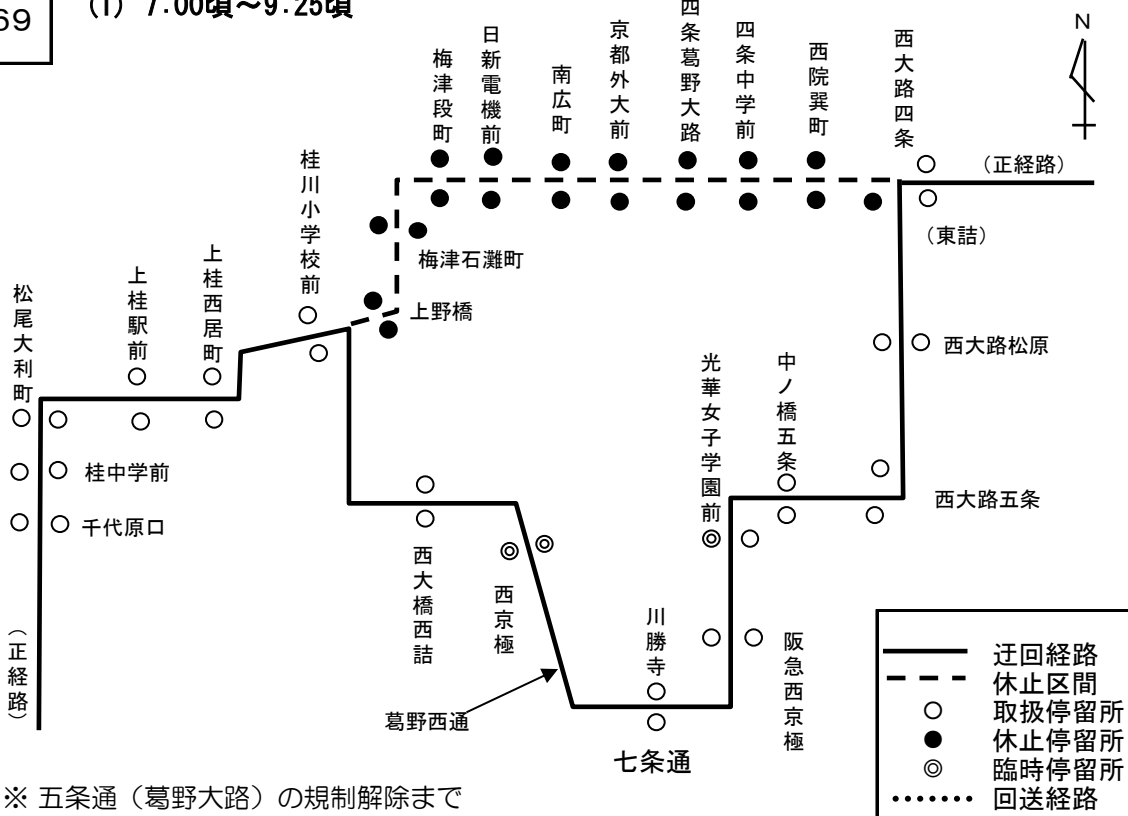 69
(1) 7:00頃～9:25頃
N
梅津段町
日新電機前
南広町
京都外大前
四条葛野大路
四条中学前
西院巽町
西大路四条
(正経路)
(東詰)
桂川小学校前
梅津石灘町
上野橋
松尾大利町
上桂駅前
上桂西居町
桂中学前
千代原口
(正経路)
西大路松原
光華女子学園前
中ノ橋五条
西大路五条
西大橋西詰
西京極
川勝寺
阪急西京極
葛野西通
七条通
迂回経路
休止区間
取扱停留所
休止停留所
臨時停留所
回送経路
※ 五条通（葛野大路）の規制解除まで